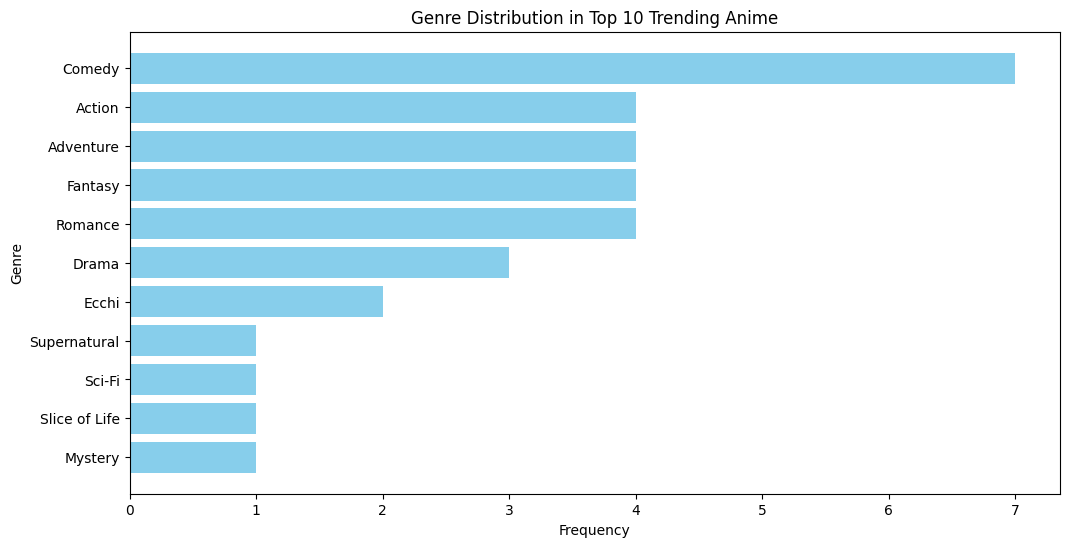 Genre Distribution in Top 10 Trending Anime
Genre
Comedy
Action
Adventure
Fantasy
Romance
Drama
Ecchi
Supernatural
Sci-Fi
Slice of Life
Mystery
0 1 2 3 4 5 6 7
Frequency